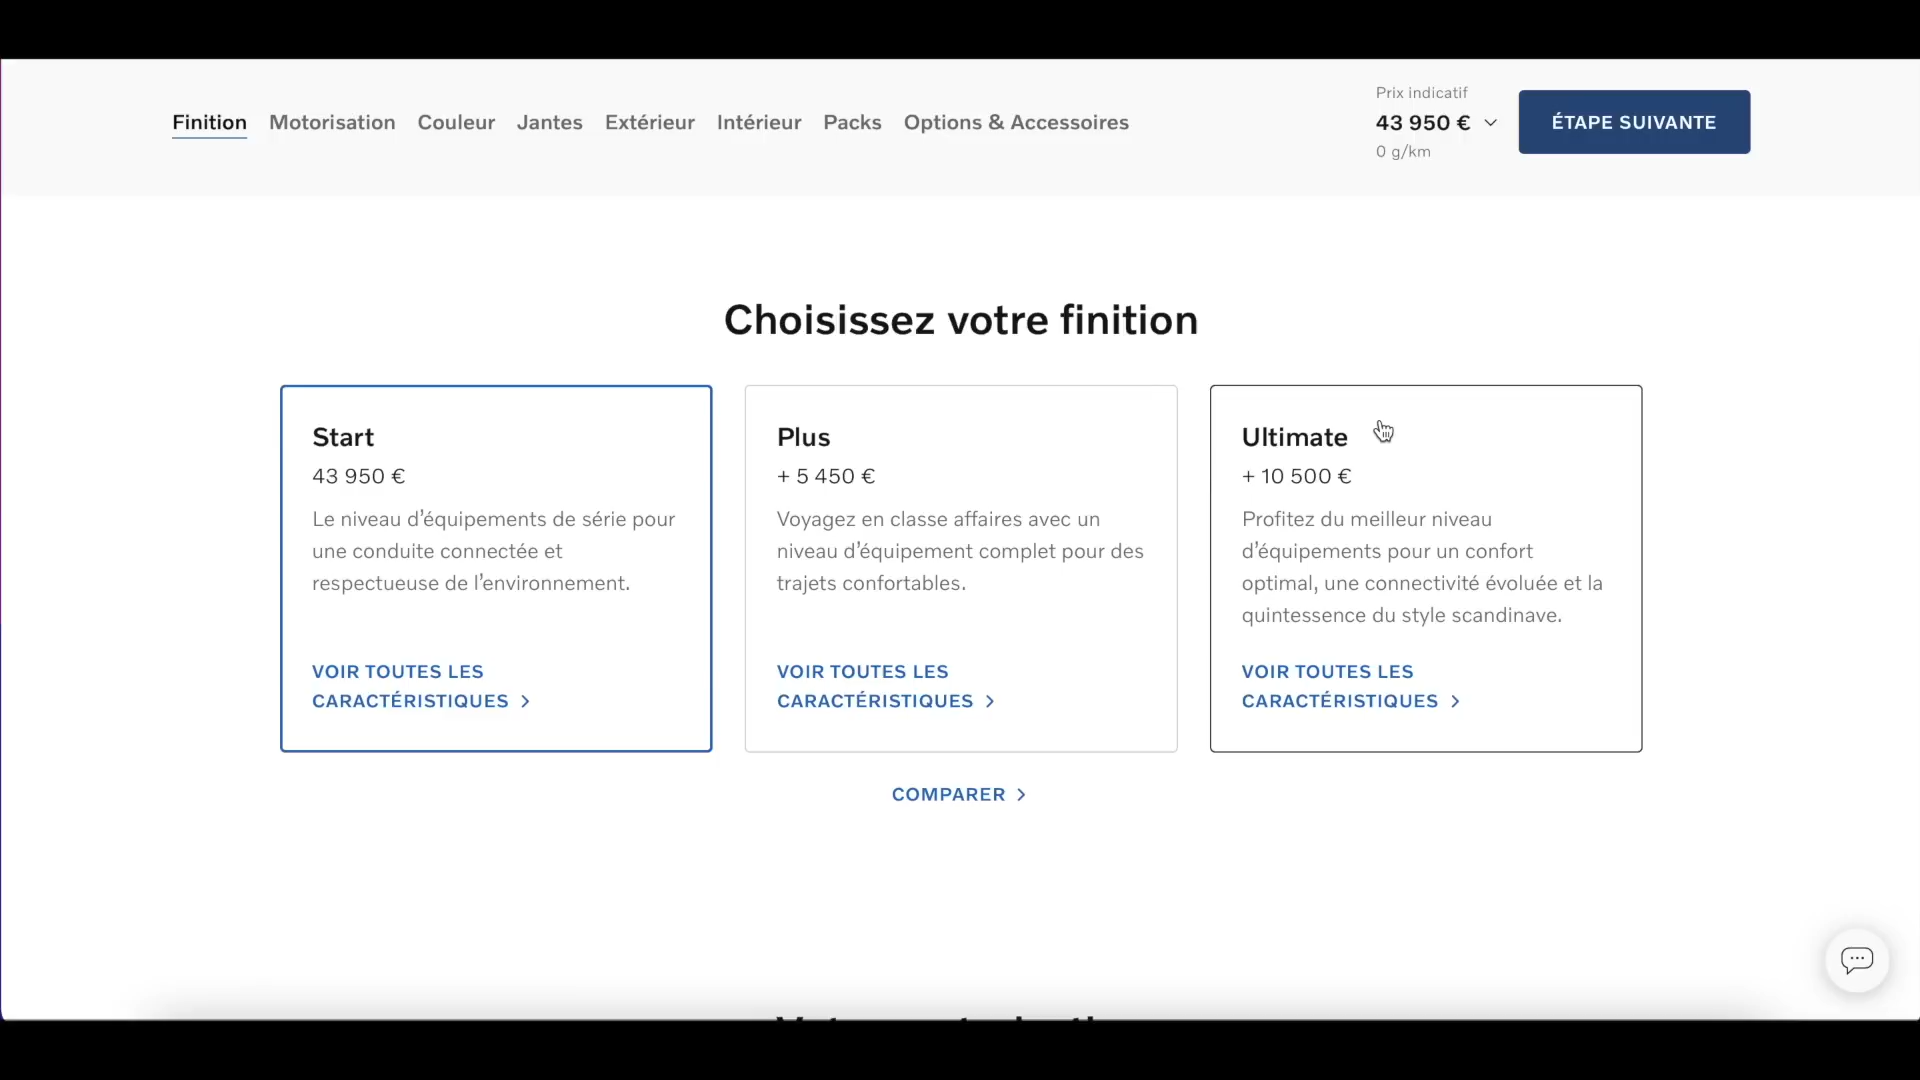 Finition Motorisation Couleur Jantes Extérieur Intérieur Packs Options & Accessoires
Prix indicatif
43 950 €
0 g/km
ÉTAPE SUIVANTE
Choisissez votre finition
Start
43 950 €
Le niveau d’équipements de série pour
une conduite connectée et
respectueuse de l’environnement.
VOIR TOUTES LES
CARACTÉRISTIQUES
Plus
+ 5 450 €
Voyagez en classe affaires avec un
niveau d’équipement complet pour des
trajets confortables.
VOIR TOUTES LES
CARACTÉRISTIQUES
Ultimate
+ 10 500 €
Profitez du meilleur niveau
d’équipements pour un confort
optimal, une connectivité évoluée et la
quintessence du style scandinave.
VOIR TOUTES LES
CARACTÉRISTIQUES
COMPARER